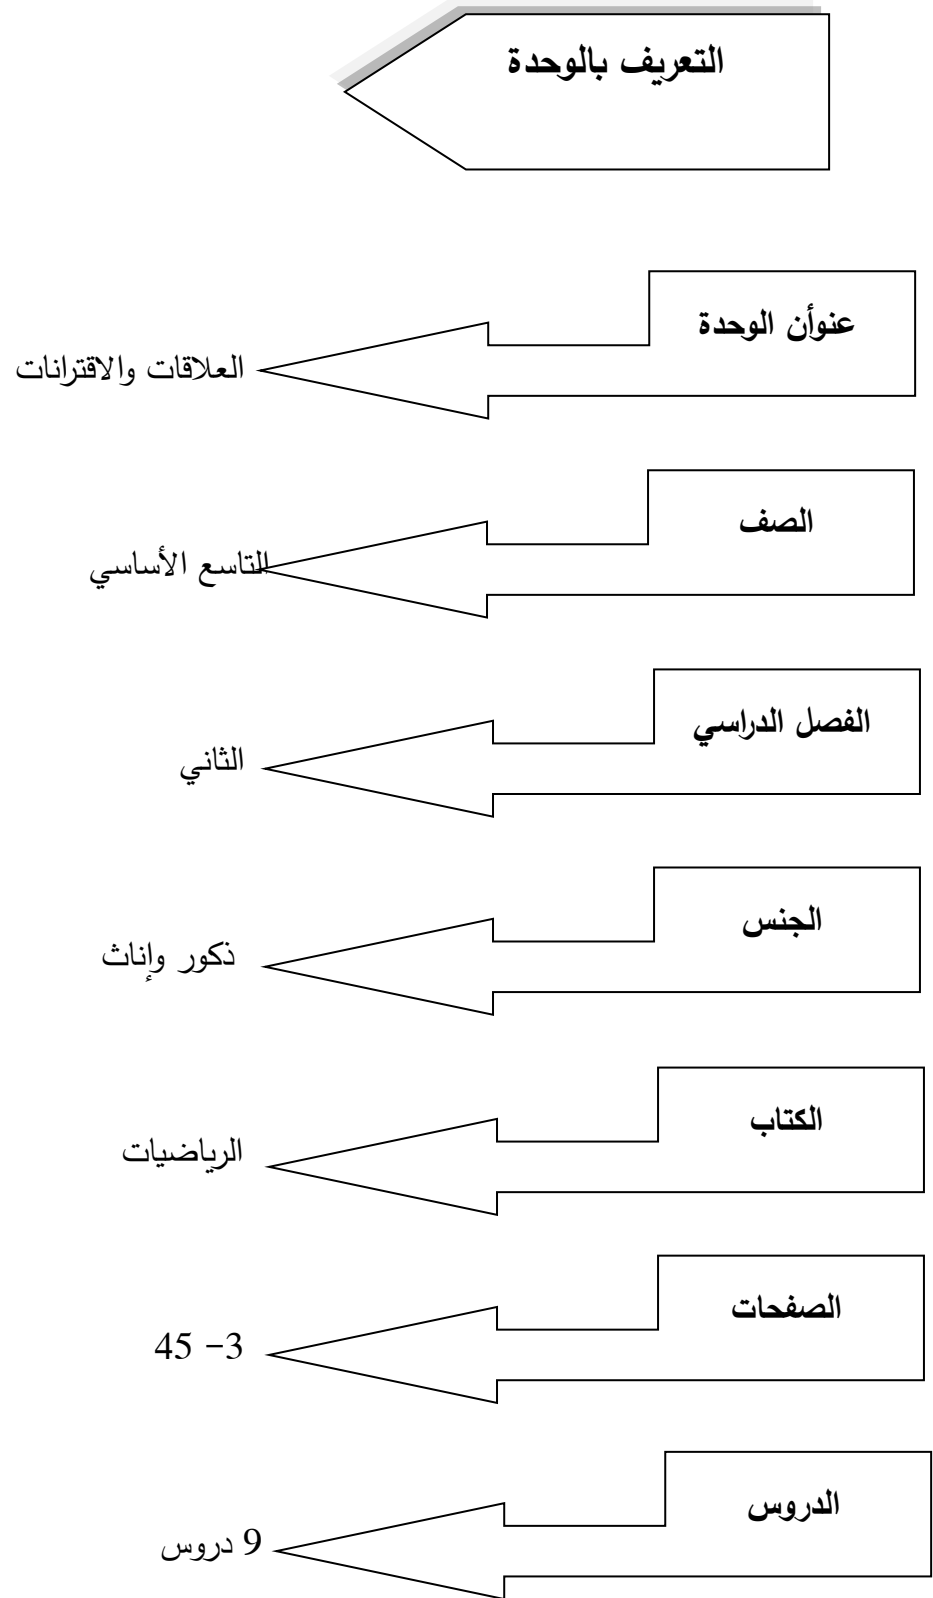 التعريف بالوحدة
عنوأن الوحدة
العلاقات والاقترانات
الصف
التاسع الأساسي
الفصل الدراسي
الثاني
الجنس
ذكور وإناث
الكتاب
الرياضيات
الصفحات
3- 45
الدروس
9 دروس